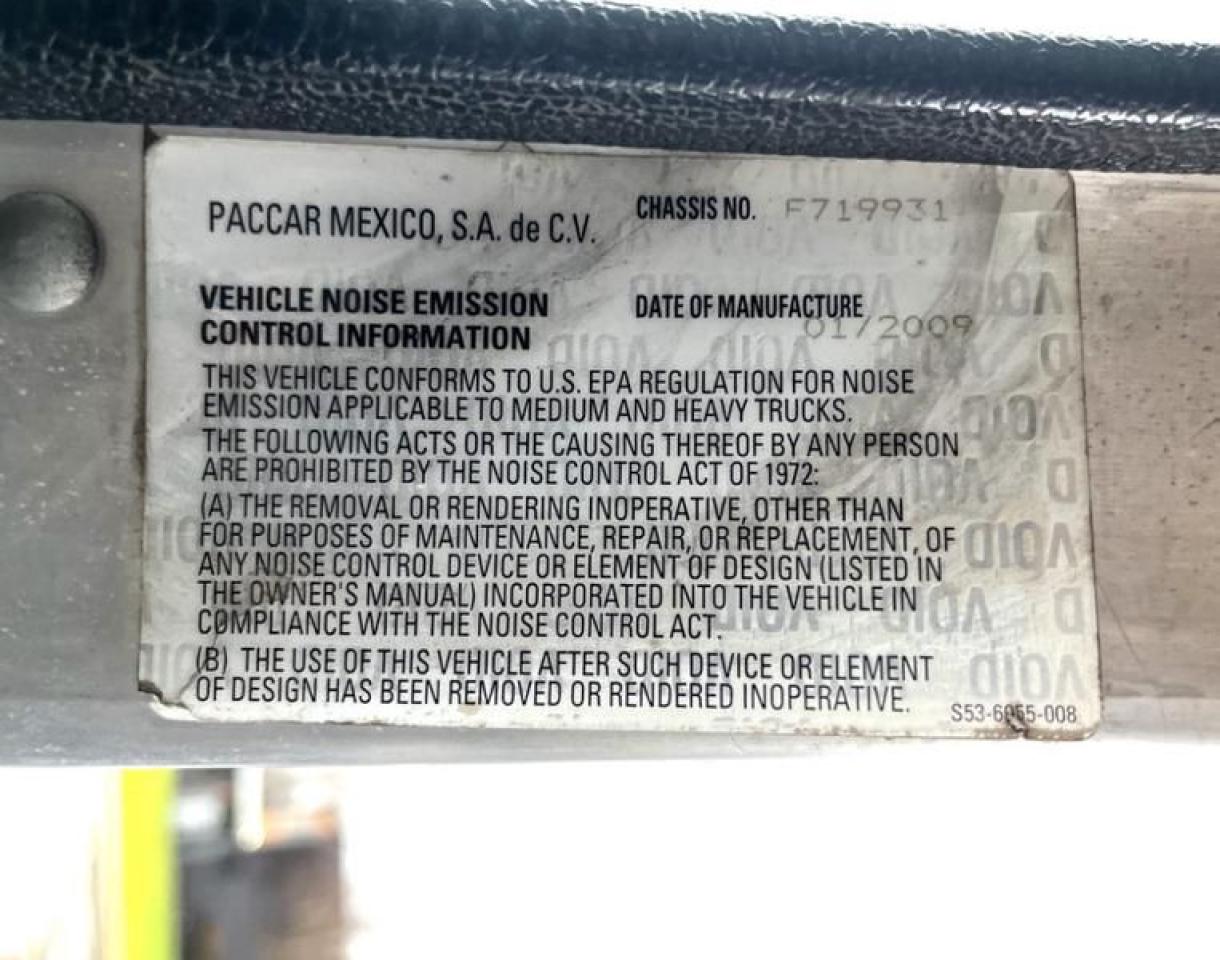 PACCAR MEXICO, S.A. de C.V.
CHASSIS NO. F719931
VEHICLE NOISE EMISSION
CONTROL INFORMATION
DATE OF MANUFACTURE
01/2009
THIS VEHICLE CONFORMS TO U.S. EPA REGULATION FOR NOISE
EMISSION APPLICABLE TO MEDIUM AND HEAVY TRUCKS.
THE FOLLOWING ACTS OR THE CAUSING THEREOF BY ANY PERSON
ARE PROHIBITED BY THE NOISE CONTROL ACT OF 1972:
(A) THE REMOVAL OR RENDERING INOPERATIVE, OTHER THAN
FOR PURPOSES OF MAINTENANCE, REPAIR, OR REPLACEMENT, OF
ANY NOISE CONTROL DEVICE OR ELEMENT OF DESIGN (LISTED IN
THE OWNER'S MANUAL) INCORPORATED INTO THE VEHICLE IN
COMPLIANCE WITH THE NOISE CONTROL ACT.
(B) THE USE OF THIS VEHICLE AFTER SUCH DEVICE OR ELEMENT
OF DESIGN HAS BEEN REMOVED OR RENDERED INOPERATIVE.